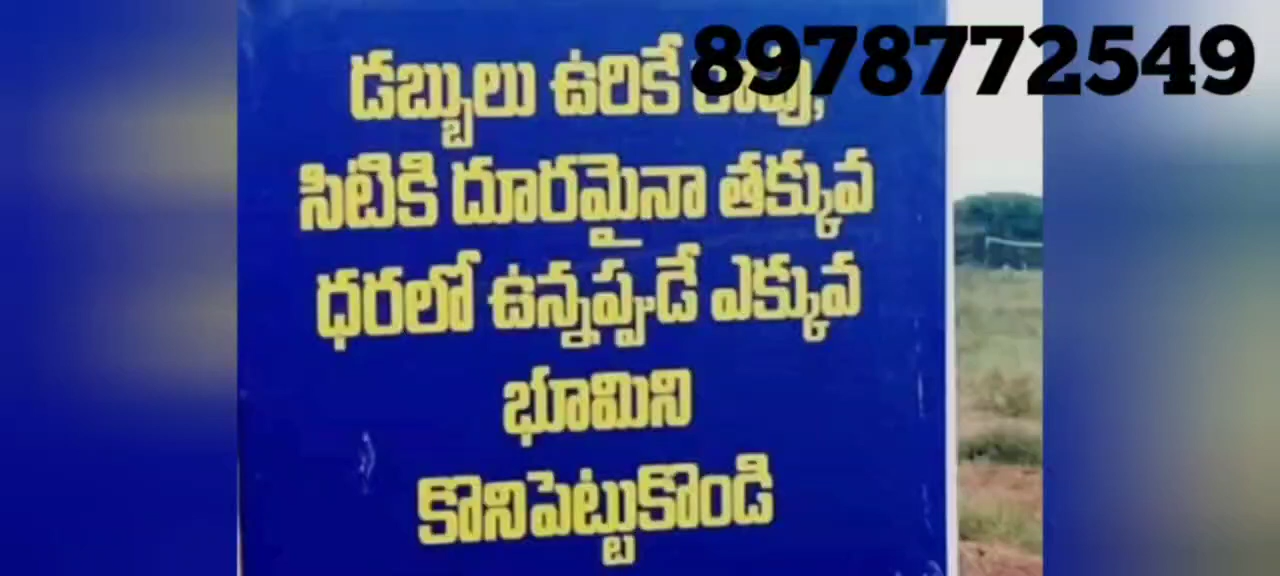 8978772549
డబ్బులు ఉరికే
సిటికి దూరమైనా తక్కువ
ధరలో ఉన్నప్పుడే ఎక్కువ
భూమిని
కొనిపెట్టుకొండి